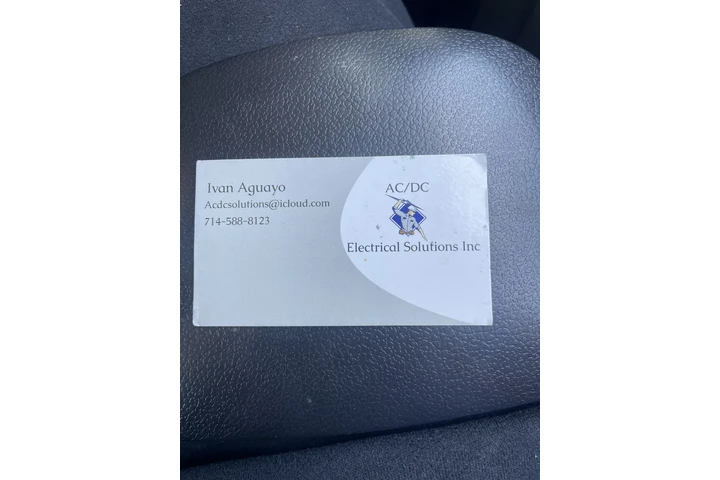 Ivan Aguayo
Acdcsolutions@icloud.com
714-588-8123
AC/DC
Electrical Solutions Inc